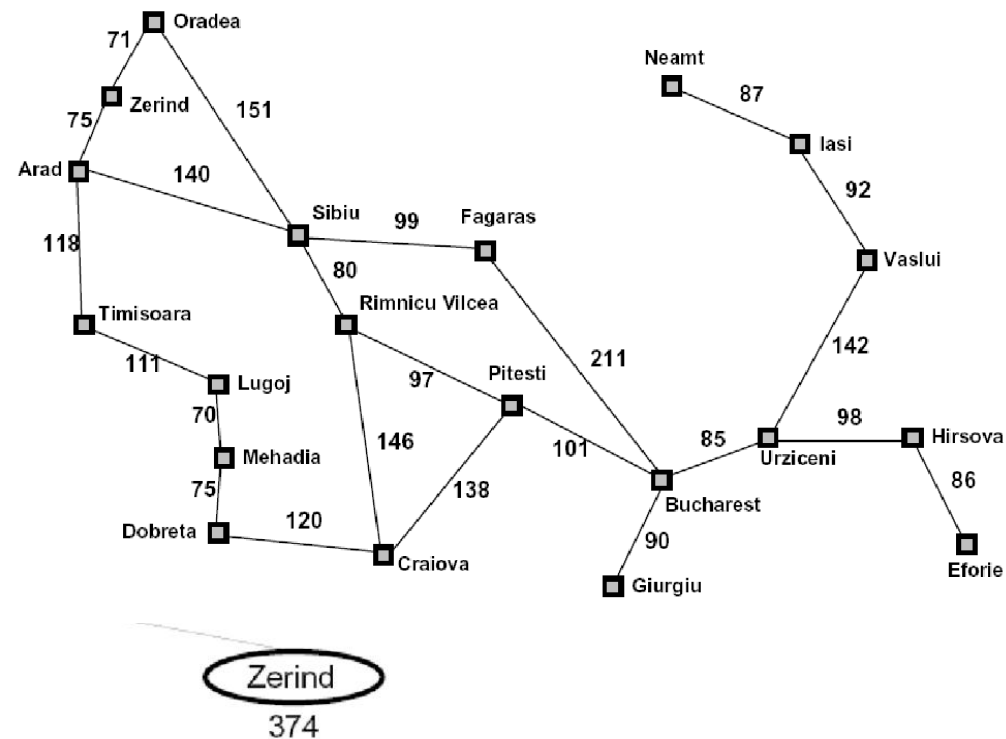 Oradea
71
Neamt
87
Zerind
151
75
Iasi
Arad
140
92
Sibiu
99
Fagaras
118
Vaslui
80
Timisoara
Rimnicu Vilcea
111
211
142
97
Pitesti
Lugoj
70
98
Hirsova
146
101
85
Mehadia
Urziceni
75
138
86
Bucharest
Dobreta
120
90
Craiova
Eforie
Giurgiu
Zerind
374